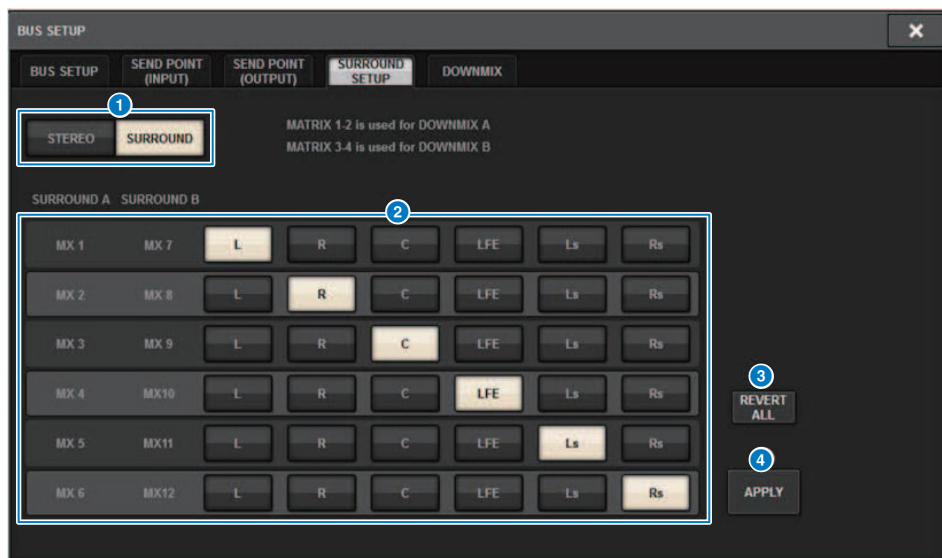 BUS SETUP
×
BUS SETUP
SEND POINT
(INPUT)
SEND POINT
(OUTPUT)
SURROUND
SETUP
DOWNMIX
1
STEREO
SURROUND
MATRIX 1-2 is used for DOWNMIX A
MATRIX 3-4 is used for DOWNMIX B
SURROUND A SURROUND B
2
MX 1 MX 7 L R C LFE Ls Rs
MX 2 MX 8 L R C LFE Ls Rs
MX 3 MX 9 L R C LFE Ls Rs
MX 4 MX10 L R C LFE Ls Rs
MX 5 MX11 L R C LFE Ls Rs
MX 6 MX12 L R C LFE Ls Rs
3
REVERT
ALL
4
APPLY